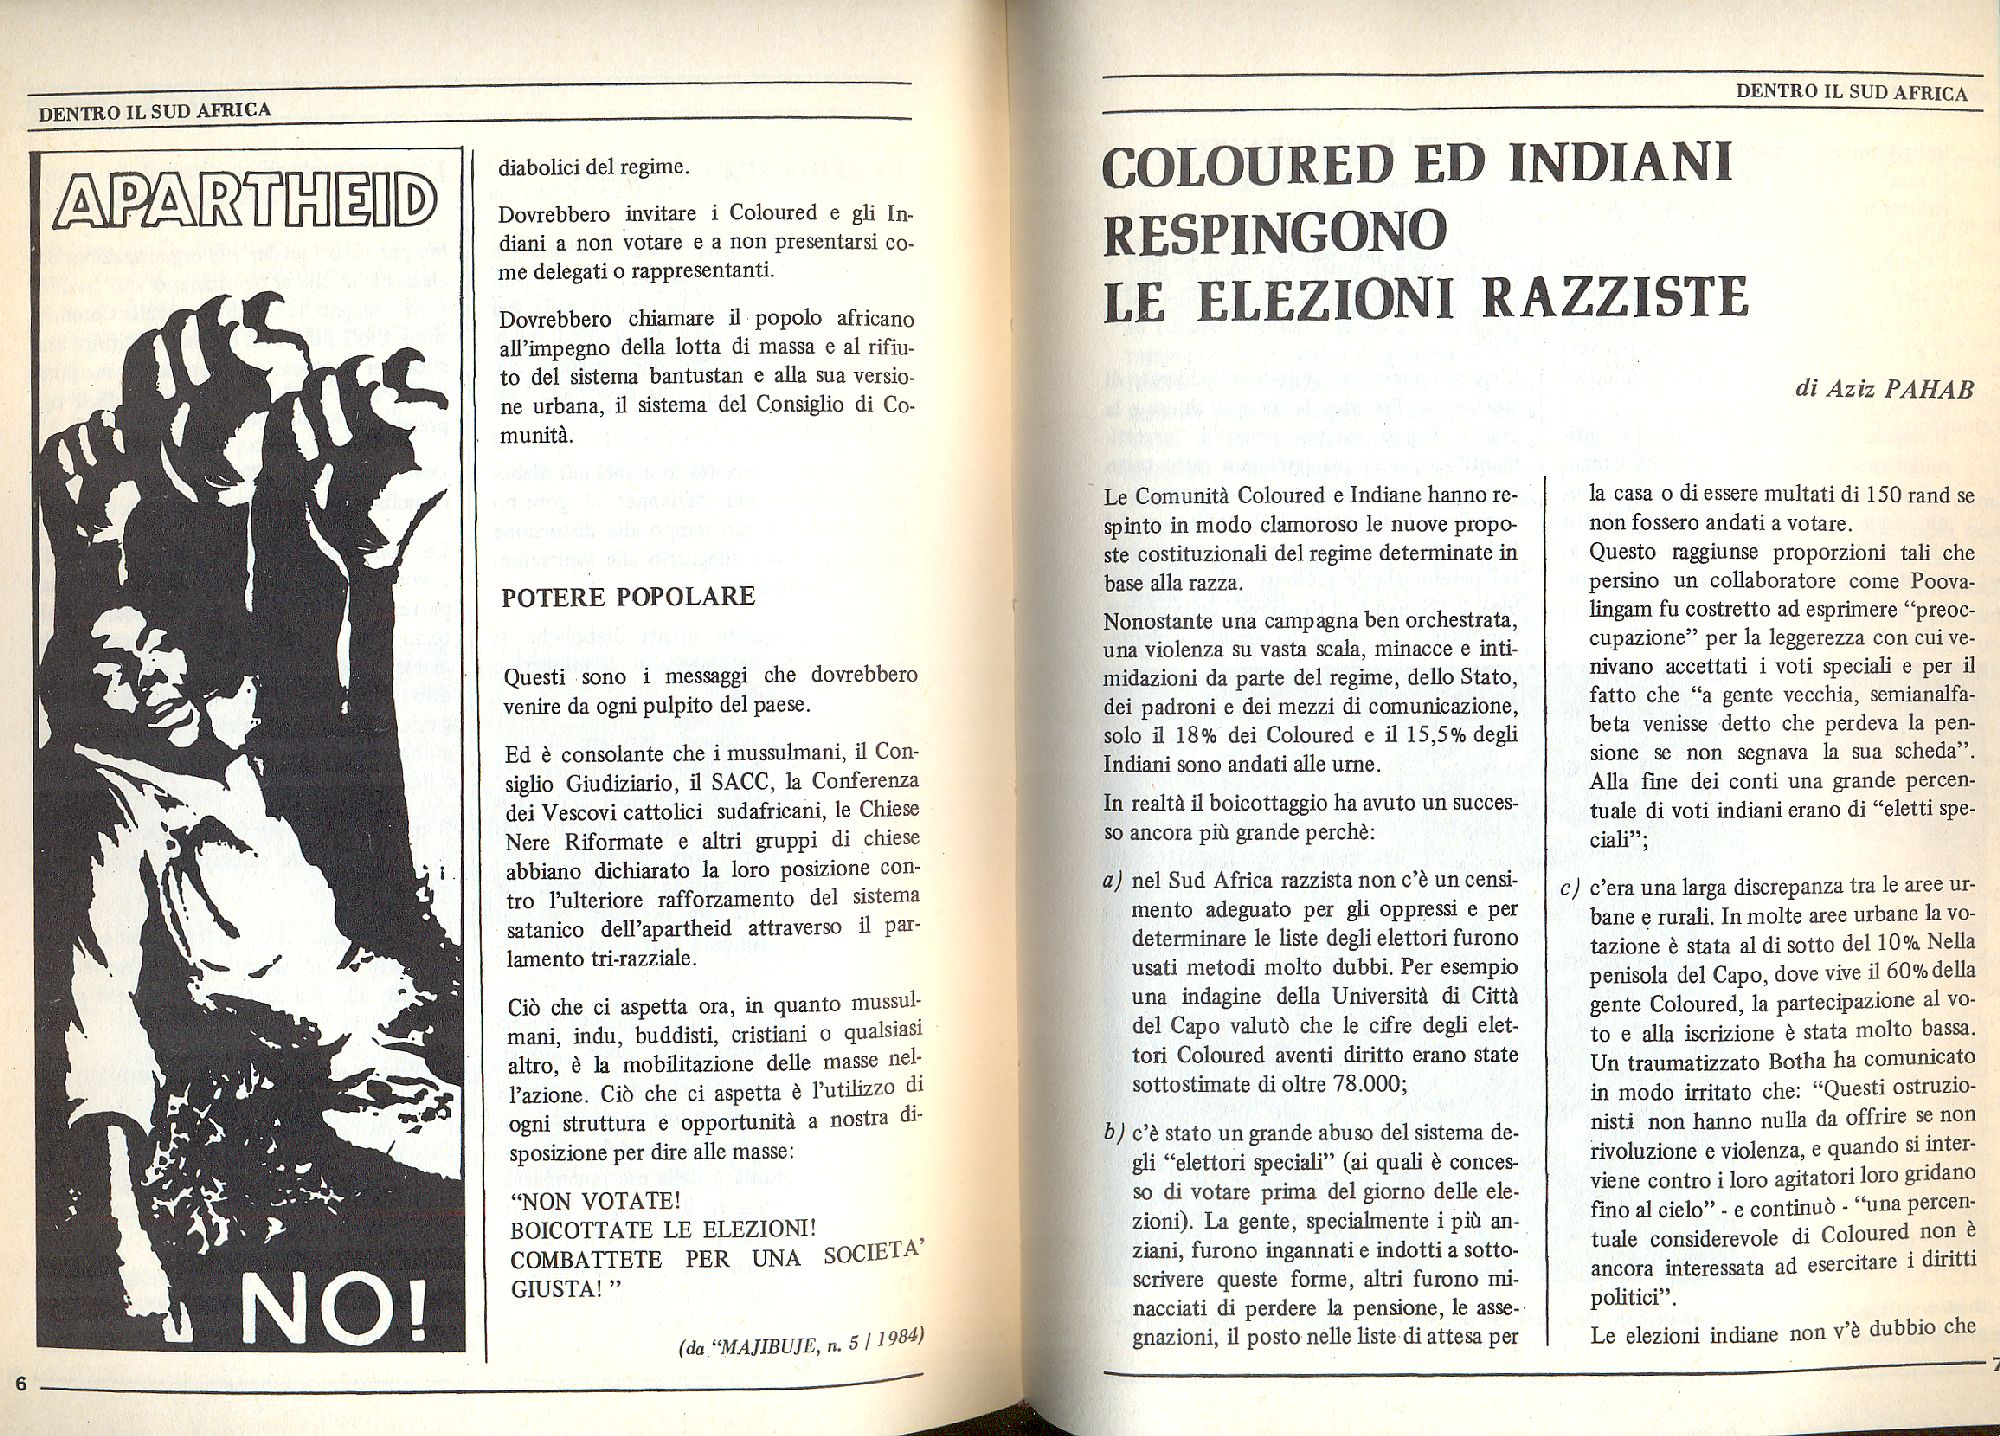 DENTRO IL SUD AFRICA
APARTHEID
NO!
diabolici del regime.
Dovrebbero invitare i Coloured e gli In-
diani a non votare e a non presentarsi co-
me delegati o rappresentanti.
Dovrebbero chiamare il popolo africano
all'impegno della lotta di massa e al rifiu-
to del sistema bantustan e alla sua versio-
ne urbana, il sistema del Consiglio di Co-
munità.
POTERE POPOLARE
Questi sono i messaggi che dovrebbero
venire da ogni pulpito del paese.
Ed è consolante che i mussulmani, il Con-
siglio Giudiziario, il SACC, la Conferenza
dei Vescovi cattolici sudafricani, le Chiese
Nere Riformate e altri gruppi di chiese
abbiano dichiarato la loro posizione con-
tro l'ulteriore rafforzamento del sistema
satanico dell'apartheid attraverso il par-
lamento tri-razziale.
Ciò che ci aspetta ora, in quanto mussul-
mani, indu, buddisti, cristiani o qualsiasi
altro, è la mobilitazione delle masse nel-
l'azione. Ciò che ci aspetta è l'utilizzo di
ogni struttura e opportunità a nostra di-
sposizione per dire alle masse:
“NON VOTATE!
BOICOTTATE LE ELEZIONI!
COMBATTETE PER UNA SOCIETA'
GIUSTA! ”
(da “MAJIBUJE, n. 5 / 1984)
6
DENTRO IL SUD AFRICA
COLOURED ED INDIANI
RESPINGONO
LE ELEZIONI RAZZISTE
di Aziz PAHAB
Le Comunità Coloured e Indiane hanno re-
spinto in modo clamoroso le nuove propo-
ste costituzionali del regime determinate in
base alla razza.
Nonostante una campagna ben orchestrata,
una violenza su vasta scala, minacce e inti-
midazioni da parte del regime, dello Stato,
dei padroni e dei mezzi di comunicazione,
solo il 18% dei Coloured e il 15,5% degli
Indiani sono andati alle urne.
In realtà il boicottaggio ha avuto un succes-
so ancora più grande perchè:
a) nel Sud Africa razzista non c'è un censi-
mento adeguato per gli oppressi e per
determinare le liste degli elettori furono
usati metodi molto dubbi. Per esempio
una indagine della Università di Città
del Capo valutò che le cifre degli elet-
tori Coloured aventi diritto erano state
sottostimate di oltre 78.000;
b) c'è stato un grande abuso del sistema de-
gli “elettori speciali” (ai quali è conces-
so di votare prima del giorno delle ele-
zioni). La gente, specialmente i più an-
ziani, furono ingannati e indotti a sotto-
scrivere queste forme, altri furono mi-
nacciati di perdere la pensione, le asse-
gnazioni, il posto nelle liste di attesa per
la casa o di essere multati di 150 rand se
non fossero andati a votare.
Questo raggiunse proporzioni tali che
persino un collaboratore come Poova-
lingam fu costretto ad esprimere “preoc-
cupazione” per la leggerezza con cui ve-
nivano accettati i voti speciali e per il
fatto che “a gente vecchia, semianalfa-
beta venisse detto che perdeva la pen-
sione se non segnava la sua scheda”.
Alla fine dei conti una grande percen-
tuale di voti indiani erano di “eletti spe-
ciali”;
c) c'era una larga discrepanza tra le aree ur-
bane e rurali. In molte aree urbane la vo-
tazione è stata al di sotto del 10%. Nella
penisola del Capo, dove vive il 60% della
gente Coloured, la partecipazione al vo-
to e alla iscrizione è stata molto bassa.
Un traumatizzato Botha ha comunicato
in modo irritato che: “Questi ostruzio-
nisti non hanno nulla da offrire se non
rivoluzione e violenza, e quando si inter-
viene contro i loro agitatori loro gridano
fino al cielo” - e continuò - “una percen-
tuale considerevole di Coloured non è
ancora interessata ad esercitare i diritti
politici”.
Le elezioni indiane non v'è dubbio che
7